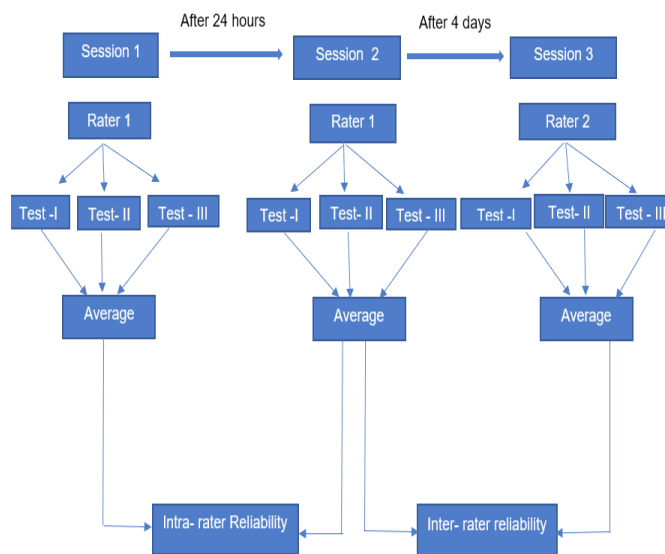 After 24 hours
After 4 days
Session 1
Session 2
Session 3
Rater 1
Rater 1
Rater 2
Test -I
Test- II
Test - III
Test -I
Test- II
Test - III
Test -I
Test- II
Test - III
Average
Average
Average
Intra- rater Reliability
Inter- rater reliability